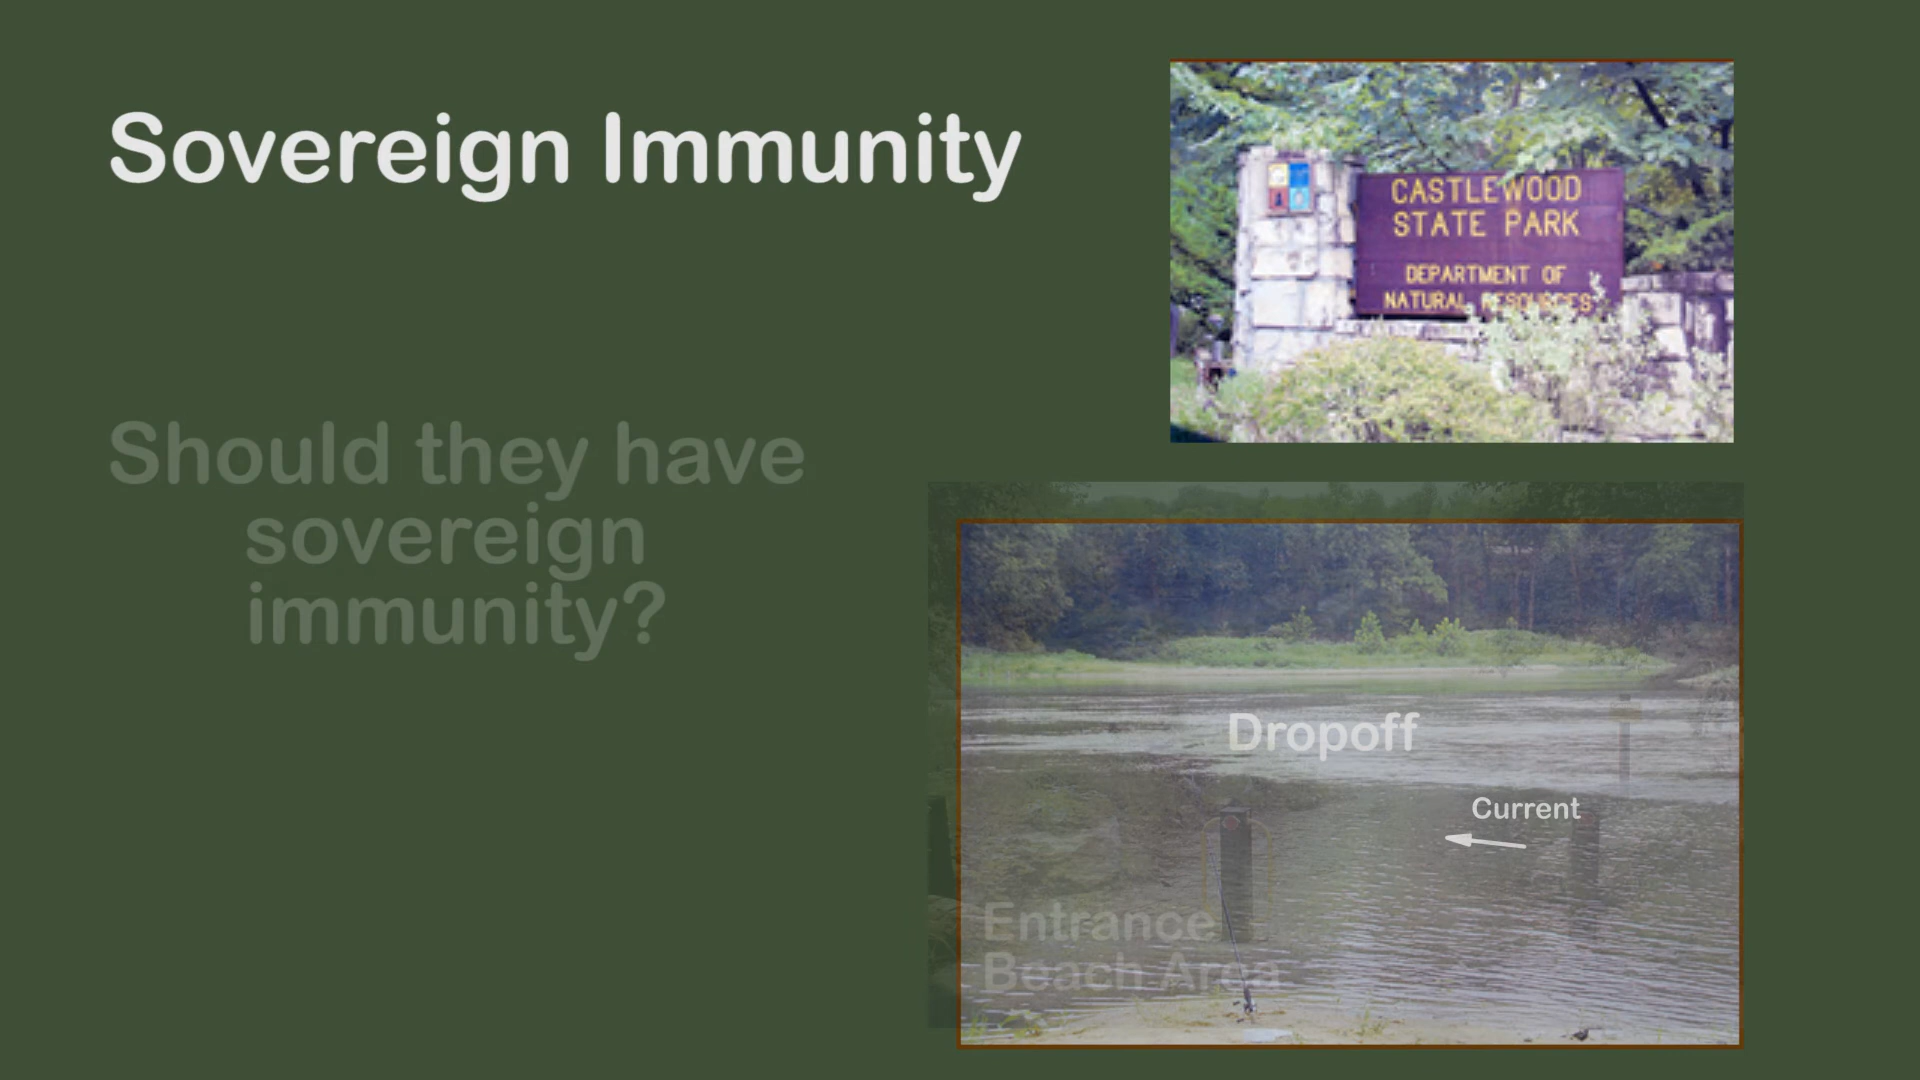 Sovereign Immunity
CASTLEWOOD
STATE PARK
DEPARTMENT OF
NATURAL RESOURCES
Should they have
sovereign
immunity?
Dropoff
Current
Entrance
Beach Area